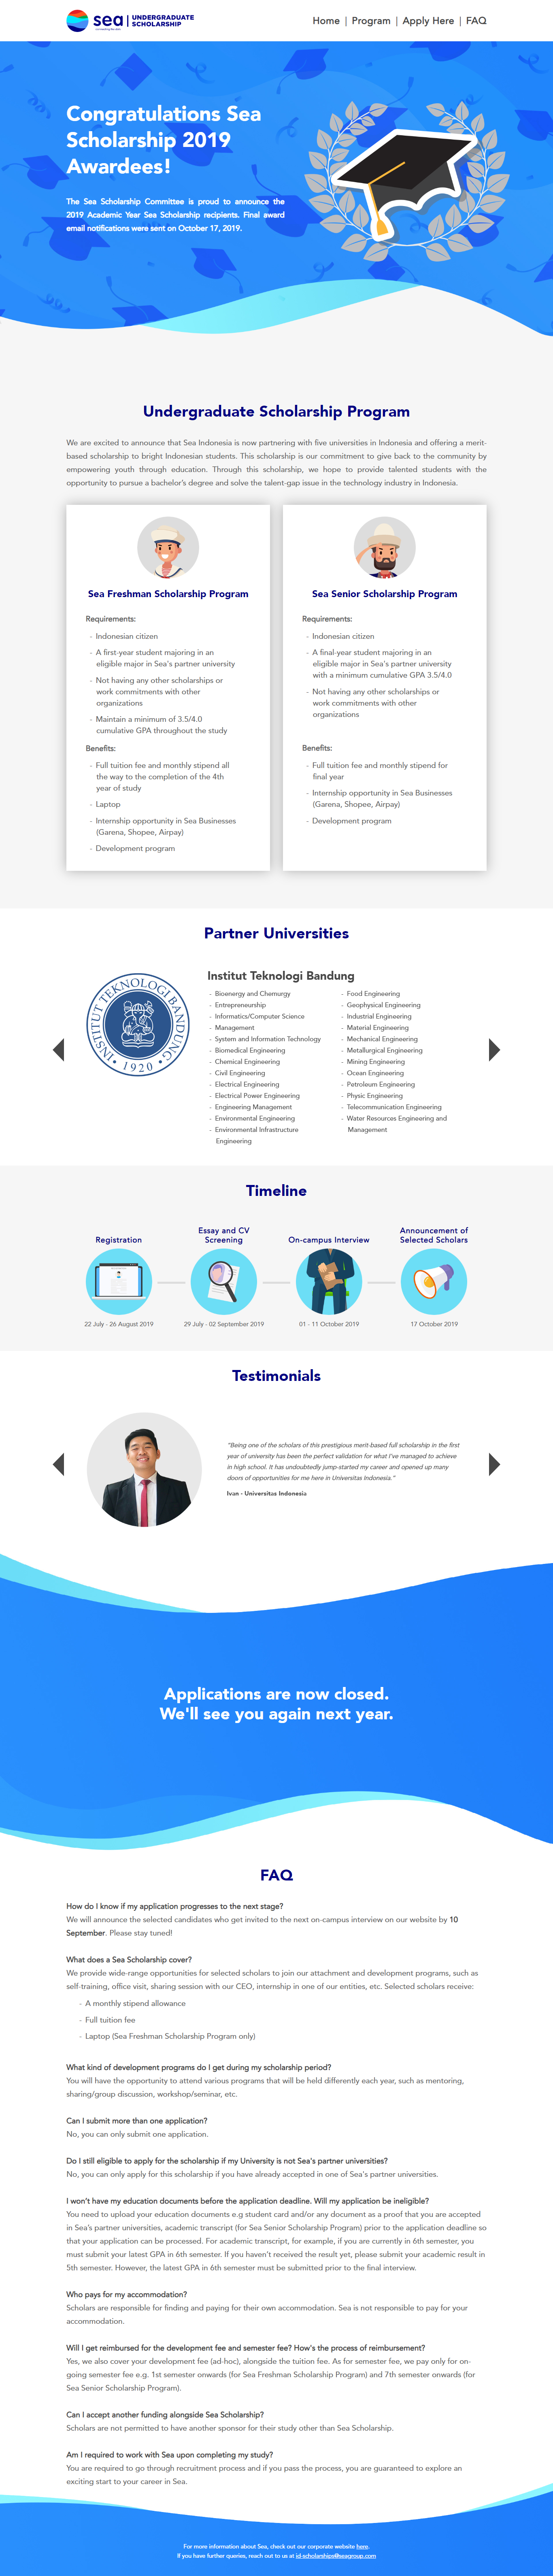 sea | UNDERGRADUATE
SCHOLARSHIP
Home | Program | Apply Here | FAQ
Congratulations Sea
Scholarship 2019
Awardees!
The Sea Scholarship Committee is proud to announce the
2019 Academic Year Sea Scholarship recipients. Final award
email notifications were sent on October 17, 2019.
Undergraduate Scholarship Program
We are excited to announce that Sea Indonesia is now partnering with five universities in Indonesia and offering a merit-
based scholarship to bright Indonesian students. This scholarship is our commitment to give back to the community by
empowering youth through education. Through this scholarship, we hope to provide talented students with the
opportunity to pursue a bachelor's degree and solve the talent-gap issue in the technology industry in Indonesia.
Sea Freshman Scholarship Program
Requirements:
- Indonesian citizen
- A first-year student majoring in an
eligible major in Sea's partner university
- Not having any other scholarships or
work commitments with other
organizations
- Maintain a minimum of 3.5/4.0
cumulative GPA throughout the study
Benefits:
- Full tuition fee and monthly stipend all
the way to the completion of the 4th
year of study
- Laptop
- Internship opportunity in Sea Businesses
(Garena, Shopee, Airpay)
- Development program
Sea Senior Scholarship Program
Requirements:
- Indonesian citizen
- A final-year student majoring in an
eligible major in Sea's partner university
with a minimum cumulative GPA 3.5/4.0
- Not having any other scholarships or
work commitments with other
organizations
Benefits:
- Full tuition fee and monthly stipend for
final year
- Internship opportunity in Sea Businesses
(Garena, Shopee, Airpay)
- Development program
Partner Universities
INSTITUT TEKNOLOGI BANDUNG
1920
Institut Teknologi Bandung
- Bioenergy and Chemurgy
- Entrepreneurship
- Informatics/Computer Science
- Management
- System and Information Technology
- Biomedical Engineering
- Chemical Engineering
- Civil Engineering
- Electrical Engineering
- Electrical Power Engineering
- Engineering Management
- Environmental Engineering
- Environmental Infrastructure
Engineering
- Food Engineering
- Geophysical Engineering
- Industrial Engineering
- Material Engineering
- Mechanical Engineering
- Metallurgical Engineering
- Mining Engineering
- Ocean Engineering
- Petroleum Engineering
- Physic Engineering
- Telecommunication Engineering
- Water Resources Engineering and
Management
Timeline
Registration
22 July - 26 August 2019
Essay and CV
Screening
29 July - 02 September 2019
On-campus Interview
01 - 11 October 2019
Announcement of
Selected Scholars
17 October 2019
Testimonials
"Being one of the scholars of this prestigious merit-based full scholarship in the first
year of university has been the perfect validation for what I've managed to achieve
in high school. It has undoubtedly jump-started my career and opened up many
doors of opportunities for me here in Universitas Indonesia."
Ivan - Universitas Indonesia
Applications are now closed.
We'll see you again next year.
FAQ
How do I know if my application progresses to the next stage?
We will announce the selected candidates who get invited to the next on-campus interview on our website by 10
September. Please stay tuned!
What does a Sea Scholarship cover?
We provide wide-range opportunities for selected scholars to join our attachment and development programs, such as
self-training, office visit, sharing session with our CEO, internship in one of our entities, etc. Selected scholars receive:
- A monthly stipend allowance
- Full tuition fee
- Laptop (Sea Freshman Scholarship Program only)
What kind of development programs do I get during my scholarship period?
You will have the opportunity to attend various programs that will be held differently each year, such as mentoring,
sharing/group discussion, workshop/seminar, etc.
Can I submit more than one application?
No, you can only submit one application.
Do I still eligible to apply for the scholarship if my University is not Sea's partner universities?
No, you can only apply for this scholarship if you have already accepted in one of Sea's partner universities.
I won't have my education documents before the application deadline. Will my application be ineligible?
You need to upload your education documents e.g student card and/or any document as a proof that you are accepted
in Sea's partner universities, academic transcript (for Sea Senior Scholarship Program) prior to the application deadline so
that your application can be processed. For academic transcript, for example, if you are currently in 6th semester, you
must submit your latest GPA in 6th semester. If you haven't received the result yet, please submit your academic result in
5th semester. However, the latest GPA in 6th semester must be submitted prior to the final interview.
Who pays for my accommodation?
Scholars are responsible for finding and paying for their own accommodation. Sea is not responsible to pay for your
accommodation.
Will I get reimbursed for the development fee and semester fee? How's the process of reimbursement?
Yes, we also cover your development fee (ad-hoc), alongside the tuition fee. As for semester fee, we pay only for on-
going semester fee e.g. 1st semester onwards (for Sea Freshman Scholarship Program) and 7th semester onwards (for
Sea Senior Scholarship Program).
Can I accept another funding alongside Sea Scholarship?
Scholars are not permitted to have another sponsor for their study other than Sea Scholarship.
Am I required to work with Sea upon completing my study?
You are required to go through recruitment process and if you pass the process, you are guaranteed to explore an
exciting start to your career in Sea.
For more information about Sea, check out our corporate website here.
If you have further queries, reach out to us at id-scholarships@seagroup.com